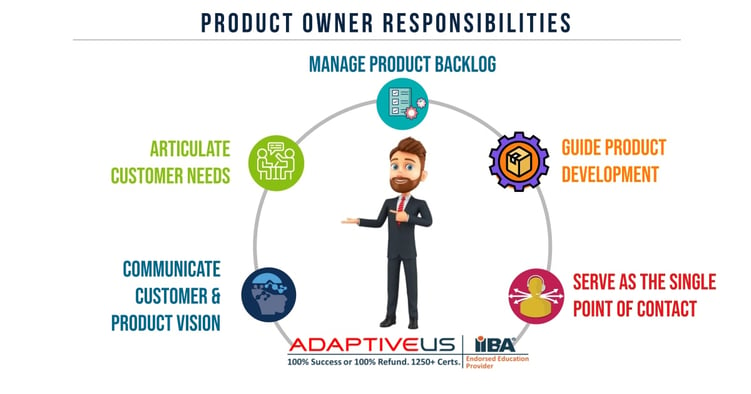 PRODUCT OWNER RESPONSIBILITIES
MANAGE PRODUCT BACKLOG
ARTICULATE
CUSTOMER NEEDS
GUIDE PRODUCT
DEVELOPMENT
COMMUNICATE
CUSTOMER &
PRODUCT VISION
SERVE AS THE SINGLE
POINT OF CONTACT
ADAPTIVEUS
100% Success or 100% Refund. 1250+ Certs.
IIBA®
Endorsed Education
Provider